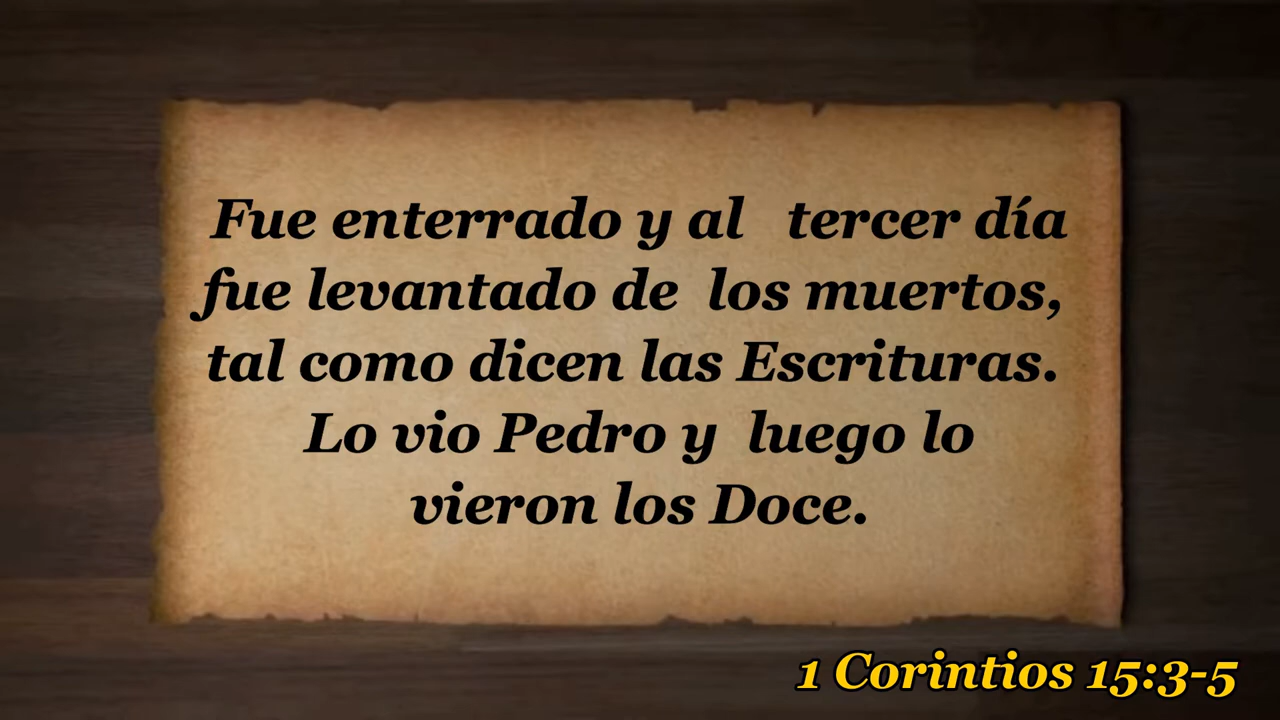 Fue enterrado y al tercer día
fue levantado de los muertos,
tal como dicen las Escrituras.
Lo vio Pedro y luego lo
vieron los Doce.
1 Corintios 15:3-5